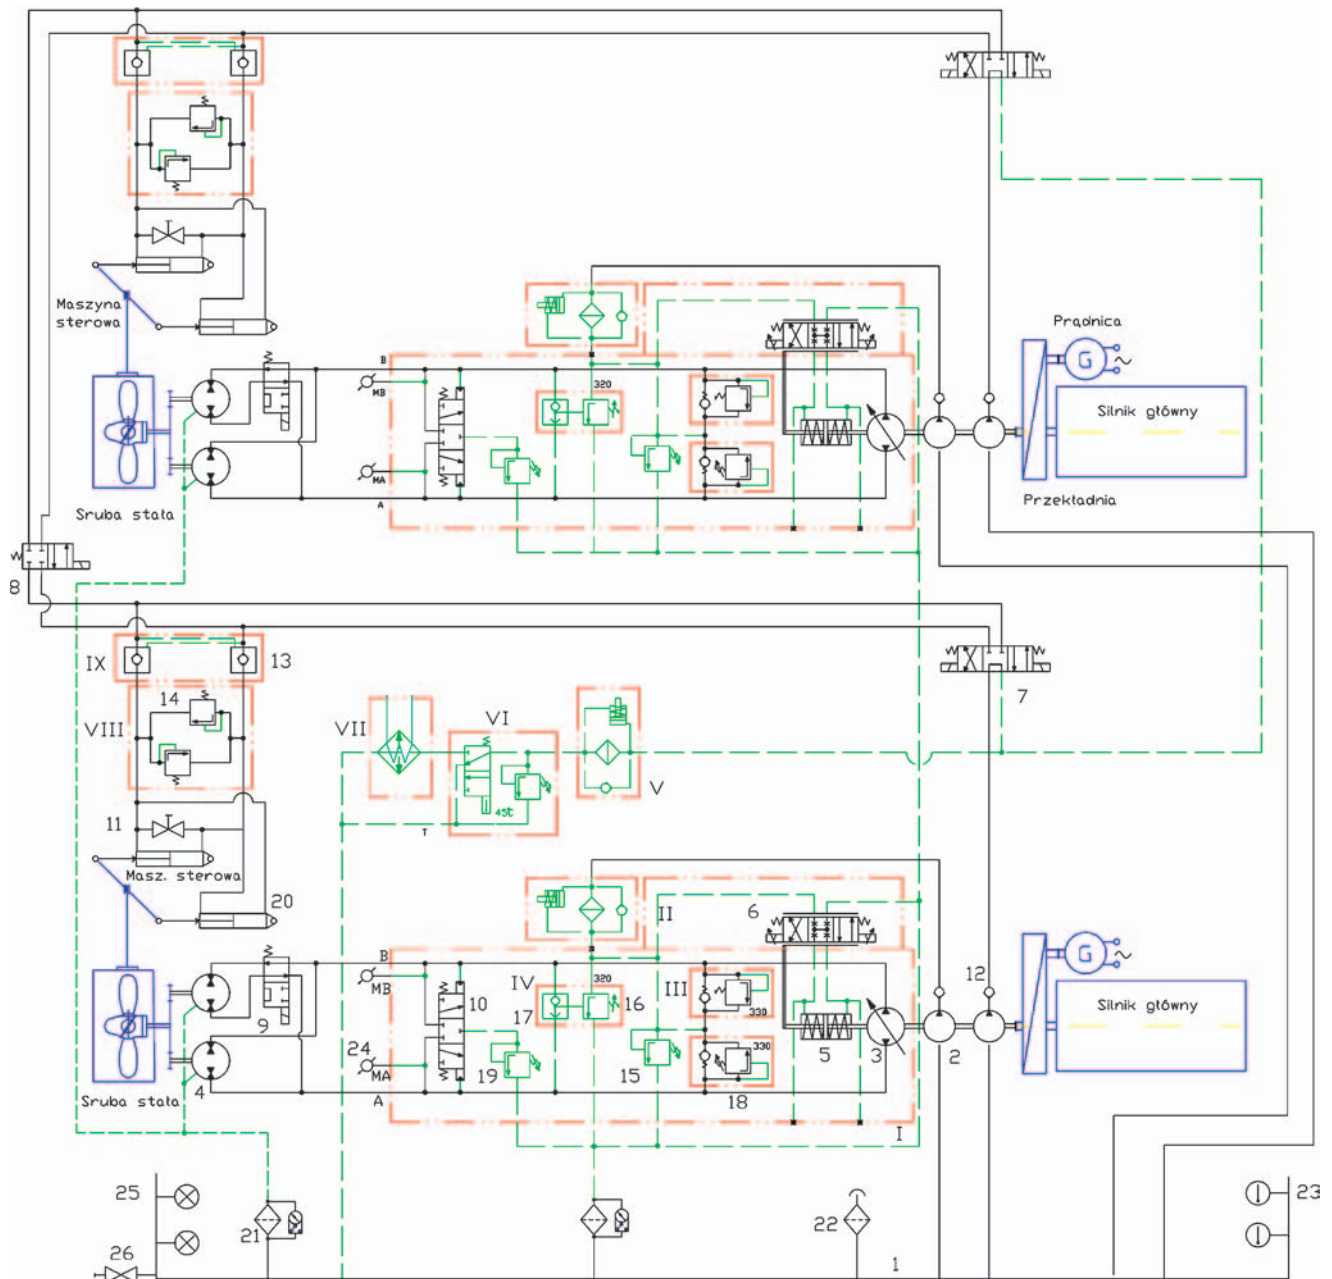 Maszyna
sterowa
Prądnica
G
Silnik główny
320
B
MB
MA
A
Sruba stała
Przekładnia
8
IX
13
7
14
VIII
VII
VI
V
45t
T
11
Masz. sterowa
20
II
6
G
Silnik główny
B
MB
10
IV
320
III
12
17
16
330
9
24
330
5
3
2
4
MA
19
15
A
18
Sruba stała
I
25
23
21
22
26
1